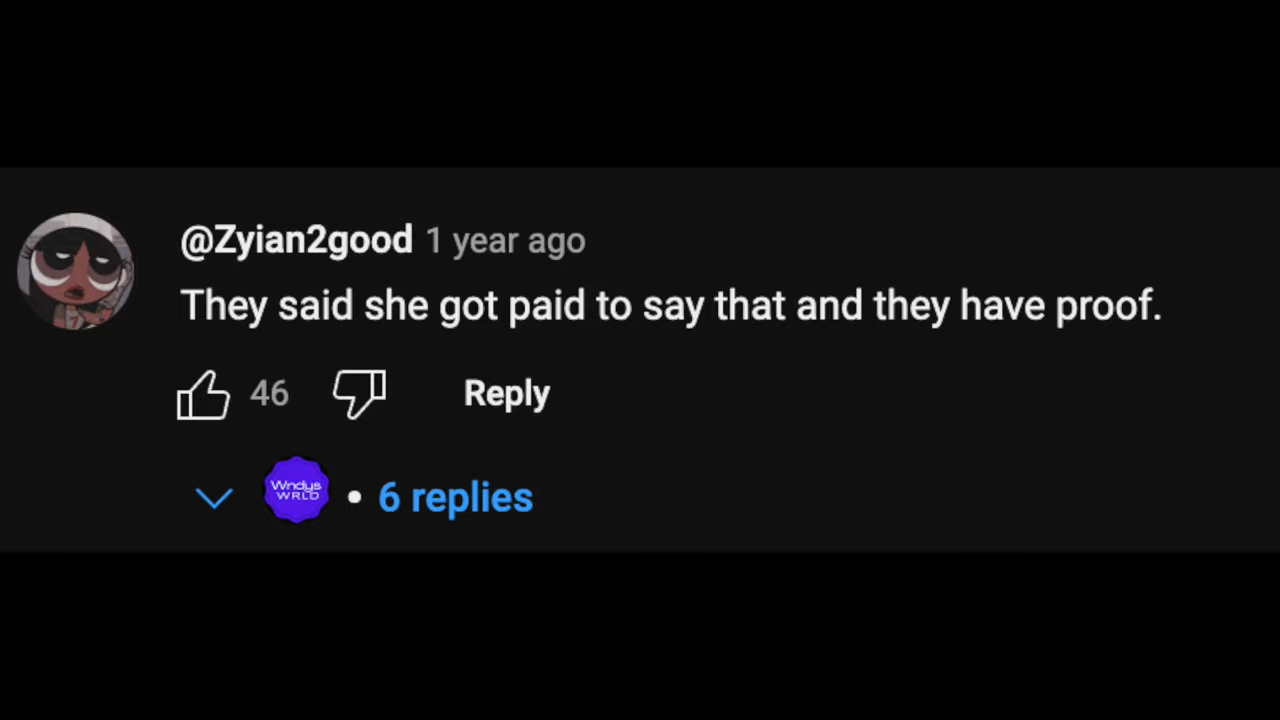 @Zyian2good 1 year ago
They said she got paid to say that and they have proof.
46 Reply
Wndys
WRLD
• 6 replies